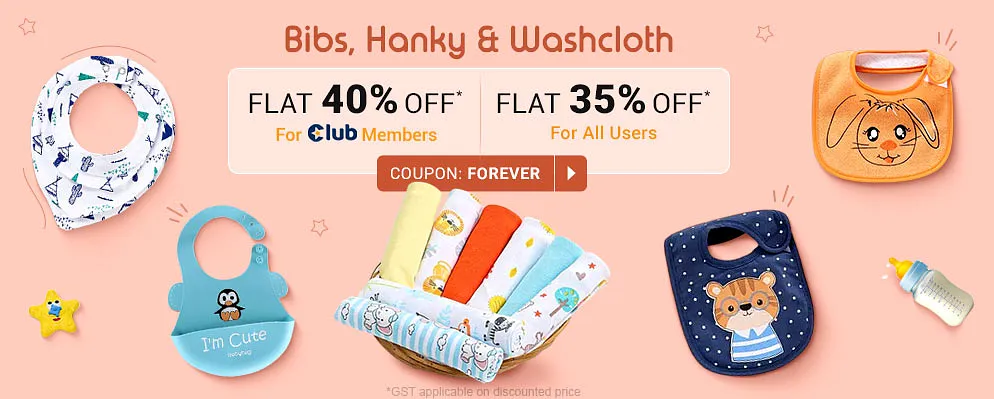 Bibs, Hanky & Washcloth
FLAT 40% OFF*
For Club Members
FLAT 35% OFF*
For All Users
COUPON: FOREVER
I'm Cute
babyhug
*GST applicable on discounted price